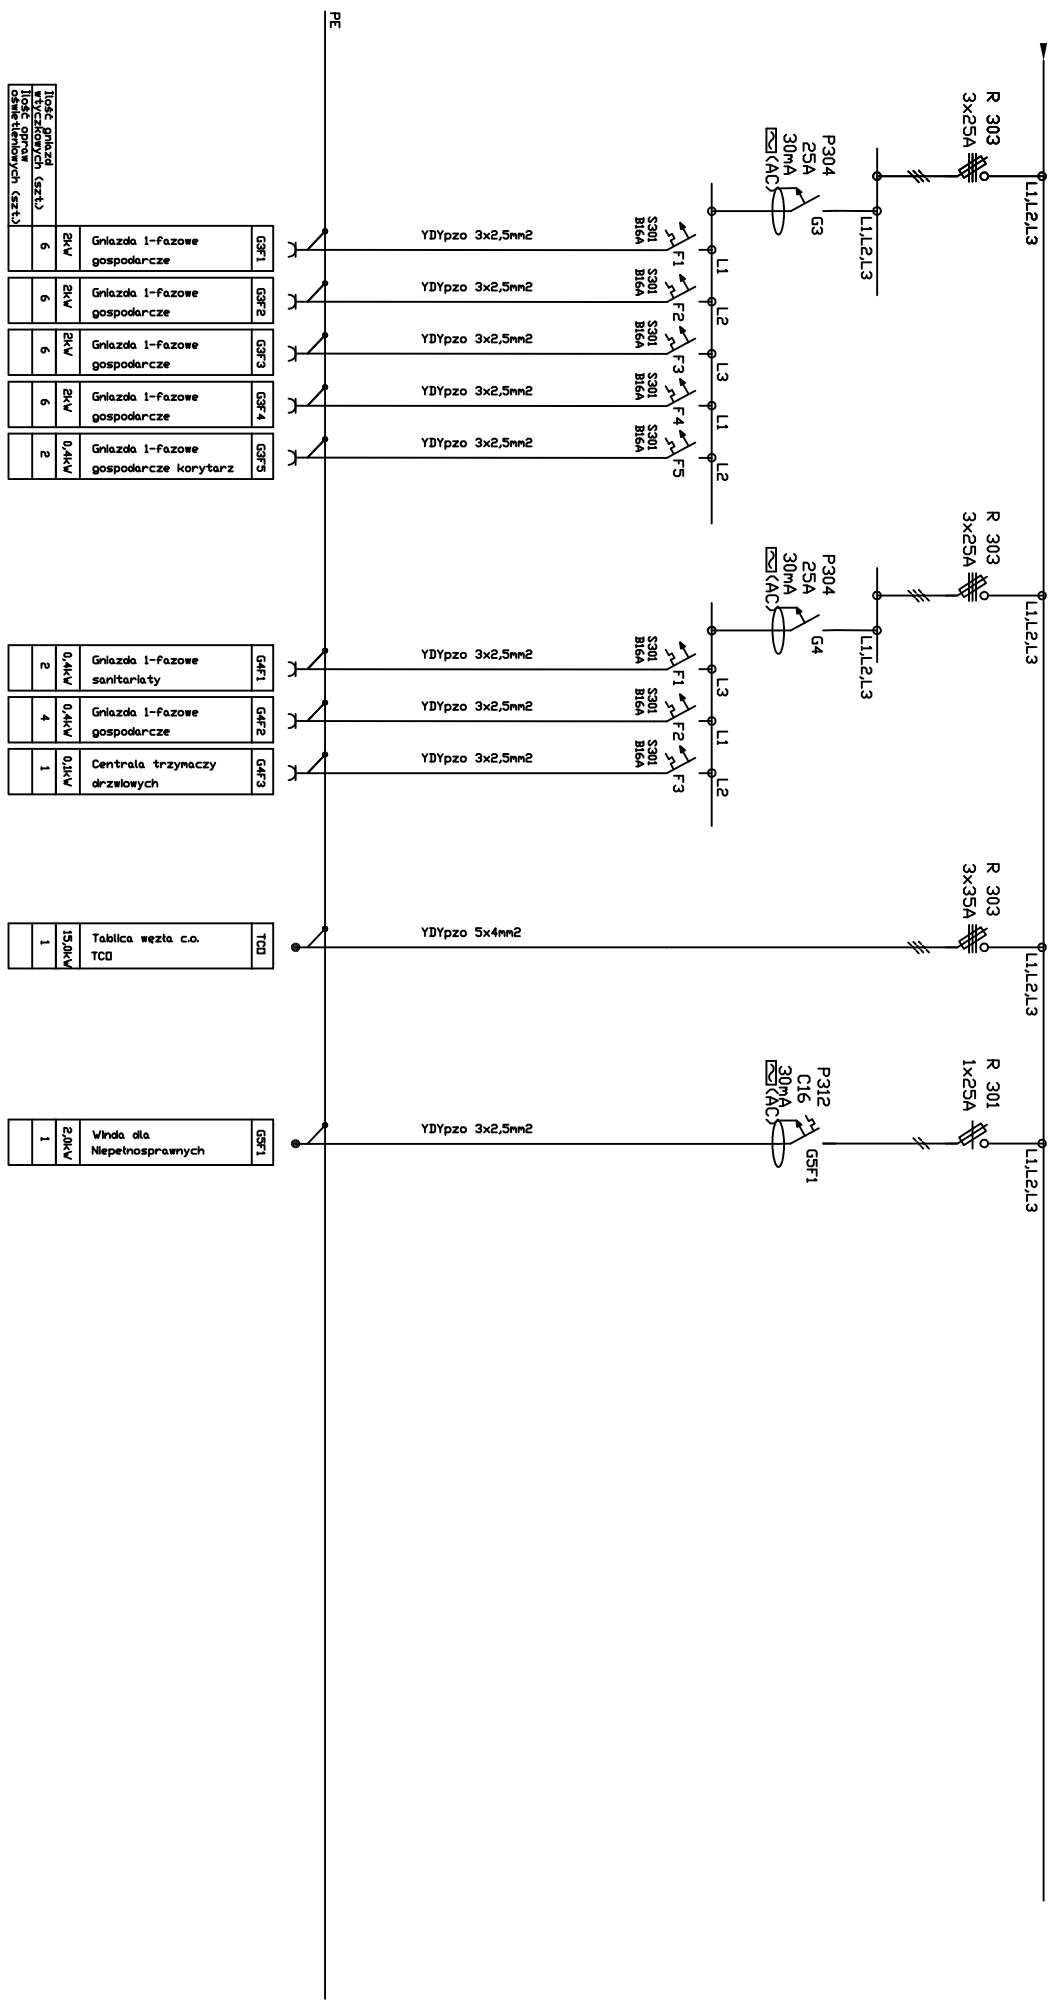 PE
R 303
3x25A
L1,L2,L3
P304
25A
30mA
(AC)
G3
L1,L2,L3
Ilość gniazd
wtyczkowych (szt.)
Ilość opraw
oświetleniowych (szt.)
S301
B16A
F1
L1
YDYpzo 3x2,5mm2
G3F1
Gniazda 1-fazowe
gospodarcze
2kW
6
S301
B16A
F2
L2
YDYpzo 3x2,5mm2
G3F2
Gniazda 1-fazowe
gospodarcze
2kW
6
S301
B16A
F3
L3
YDYpzo 3x2,5mm2
G3F3
Gniazda 1-fazowe
gospodarcze
2kW
6
S301
B16A
F4
L1
YDYpzo 3x2,5mm2
G3F4
Gniazda 1-fazowe
gospodarcze
2kW
6
S301
B16A
F5
L2
YDYpzo 3x2,5mm2
G3F5
Gniazda 1-fazowe
gospodarcze korytarz
0,4kW
2
R 303
3x25A
L1,L2,L3
P304
25A
30mA
(AC)
G4
L1,L2,L3
S301
B16A
F1
L3
YDYpzo 3x2,5mm2
G4F1
Gniazda 1-fazowe
sanitariaty
0,4kW
2
S301
B16A
F2
L1
YDYpzo 3x2,5mm2
G4F2
Gniazda 1-fazowe
gospodarcze
0,4kW
4
S301
B16A
F3
L2
YDYpzo 3x2,5mm2
G4F3
Centrala trzymaczy
drzwiowych
0,1kW
1
R 303
3x35A
L1,L2,L3
YDYpzo 5x4mm2
TCO
Tablica węzła c.o.
TCO
15,0kW
1
R 301
1x25A
L1,L2,L3
P312
C16
30mA
(AC)
G5F1
YDYpzo 3x2,5mm2
G5F1
Winda dla
Niepełnosprawnych
2,0kW
1